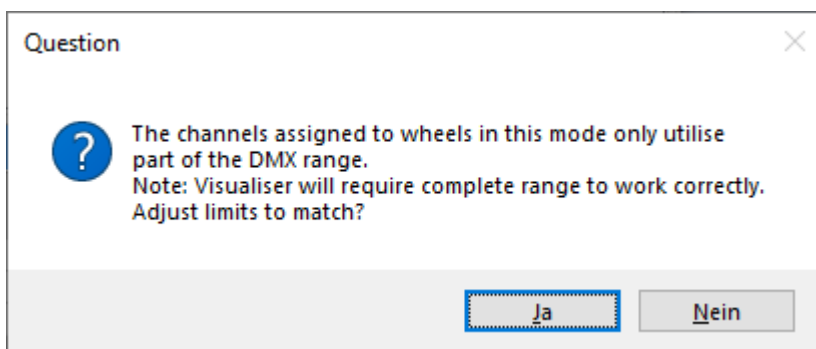 Question
The channels assigned to wheels in this mode only utilise
part of the DMX range.
Note: Visualiser will require complete range to work correctly.
Adjust limits to match?
Ja
Nein